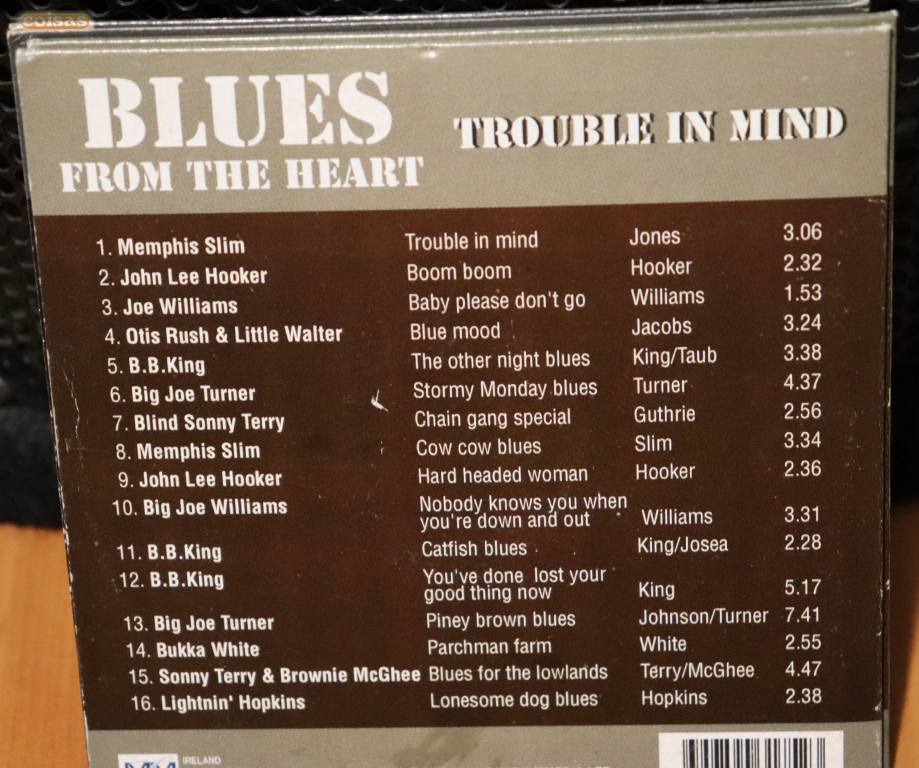 coisas
BLUES
FROM THE HEART
TROUBLE IN MIND
1. Memphis Slim Trouble in mind Jones 3.06
2. John Lee Hooker Boom boom Hooker 2.32
3. Joe Williams Baby please don't go Williams 1.53
4. Otis Rush & Little Walter Blue mood Jacobs 3.24
5. B.B.King The other night blues King/Taub 3.38
6. Big Joe Turner Stormy Monday blues Turner 4.37
7. Blind Sonny Terry Chain gang special Guthrie 2.56
8. Memphis Slim Cow cow blues Slim 3.34
9. John Lee Hooker Hard headed woman Hooker 2.36
10. Big Joe Williams Nobody knows you when
you're down and out Williams 3.31
11. B.B.King Catfish blues King/Josea 2.28
12. B.B.King You've done lost your
good thing now King 5.17
13. Big Joe Turner Piney brown blues Johnson/Turner 7.41
14. Bukka White Parchman farm White 2.55
15. Sonny Terry & Brownie McGhee Blues for the lowlands Terry/McGhee 4.47
16. Lightnin' Hopkins Lonesome dog blues Hopkins 2.38
IRELAND